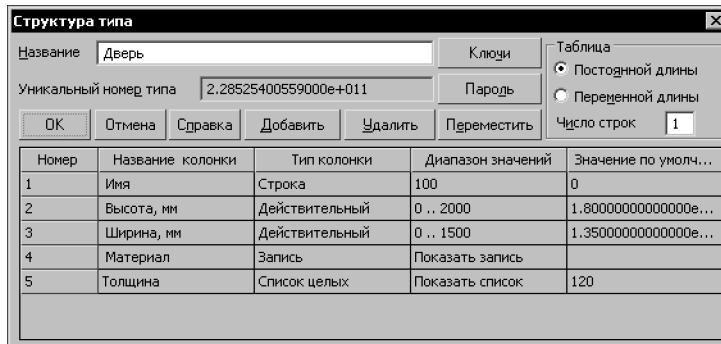 Структура типа
Название Дверь Ключи
Уникальный номер типа 2.28525400559000e+011 Пароль
Таблица
Постоянной длины
Переменной длины
Число строк 1
OK Отмена Справка Добавить Удалить Переместить
Номер Название колонки Тип колонки Диапазон значений Значение по умолч...
1 Имя Строка 100 0
2 Высота, мм Действительный 0 .. 2000 1.80000000000000e...
3 Ширина, мм Действительный 0 .. 1500 1.35000000000000e...
4 Материал Запись Показать запись
5 Толщина Список целых Показать список 120